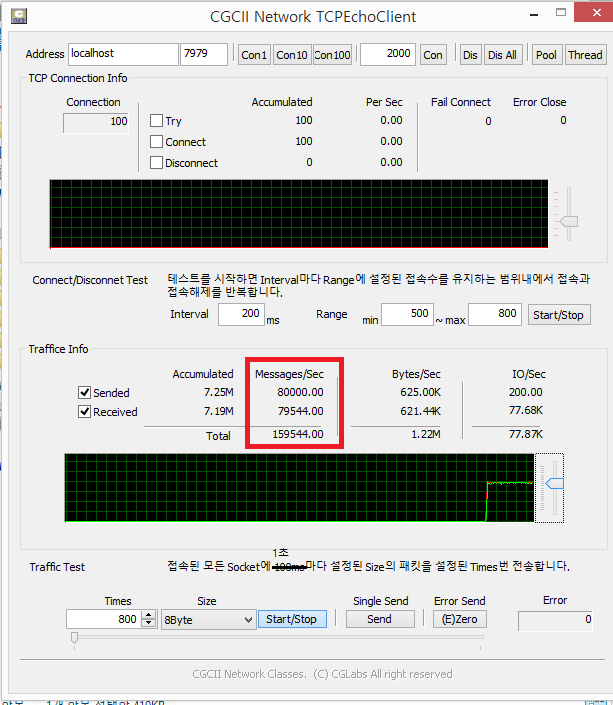 CGCII Network TCPEchoClient
Address localhost 7979 Con1 Con10 Con100 2000 Con Dis Dis All Pool Thread
TCP Connection Info
Connection Accumulated Per Sec Fail Connect Error Close
100 Try 100 0.00 0 0
Connect 100 0.00
Disconnect 0 0.00
Connect/Disconnet Test 테스트를 시작하면 Interval마다 Range에 설정된 접속수를 유지하는 범위내에서 접속과
접속해제를 반복합니다.
Interval 200 ms Range min 500 ~ max 800 Start/Stop
Traffice Info
Accumulated Messages/Sec Bytes/Sec IO/Sec
Sended 7.25M 80000.00 625.00K 200.00
Received 7.19M 79544.00 621.44K 77.68K
Total 159544.00 1.22M 77.87K
1초
Traffic Test 접속된 모든 Socket에 100ms마다 설정된 Size의 패킷을 설정된 Times번 전송합니다.
Times Size Single Send Error Send Error
800 8Byte Start/Stop Send (E)Zero 0
CGCII Network Classes. (C) CGLabs All right reserved